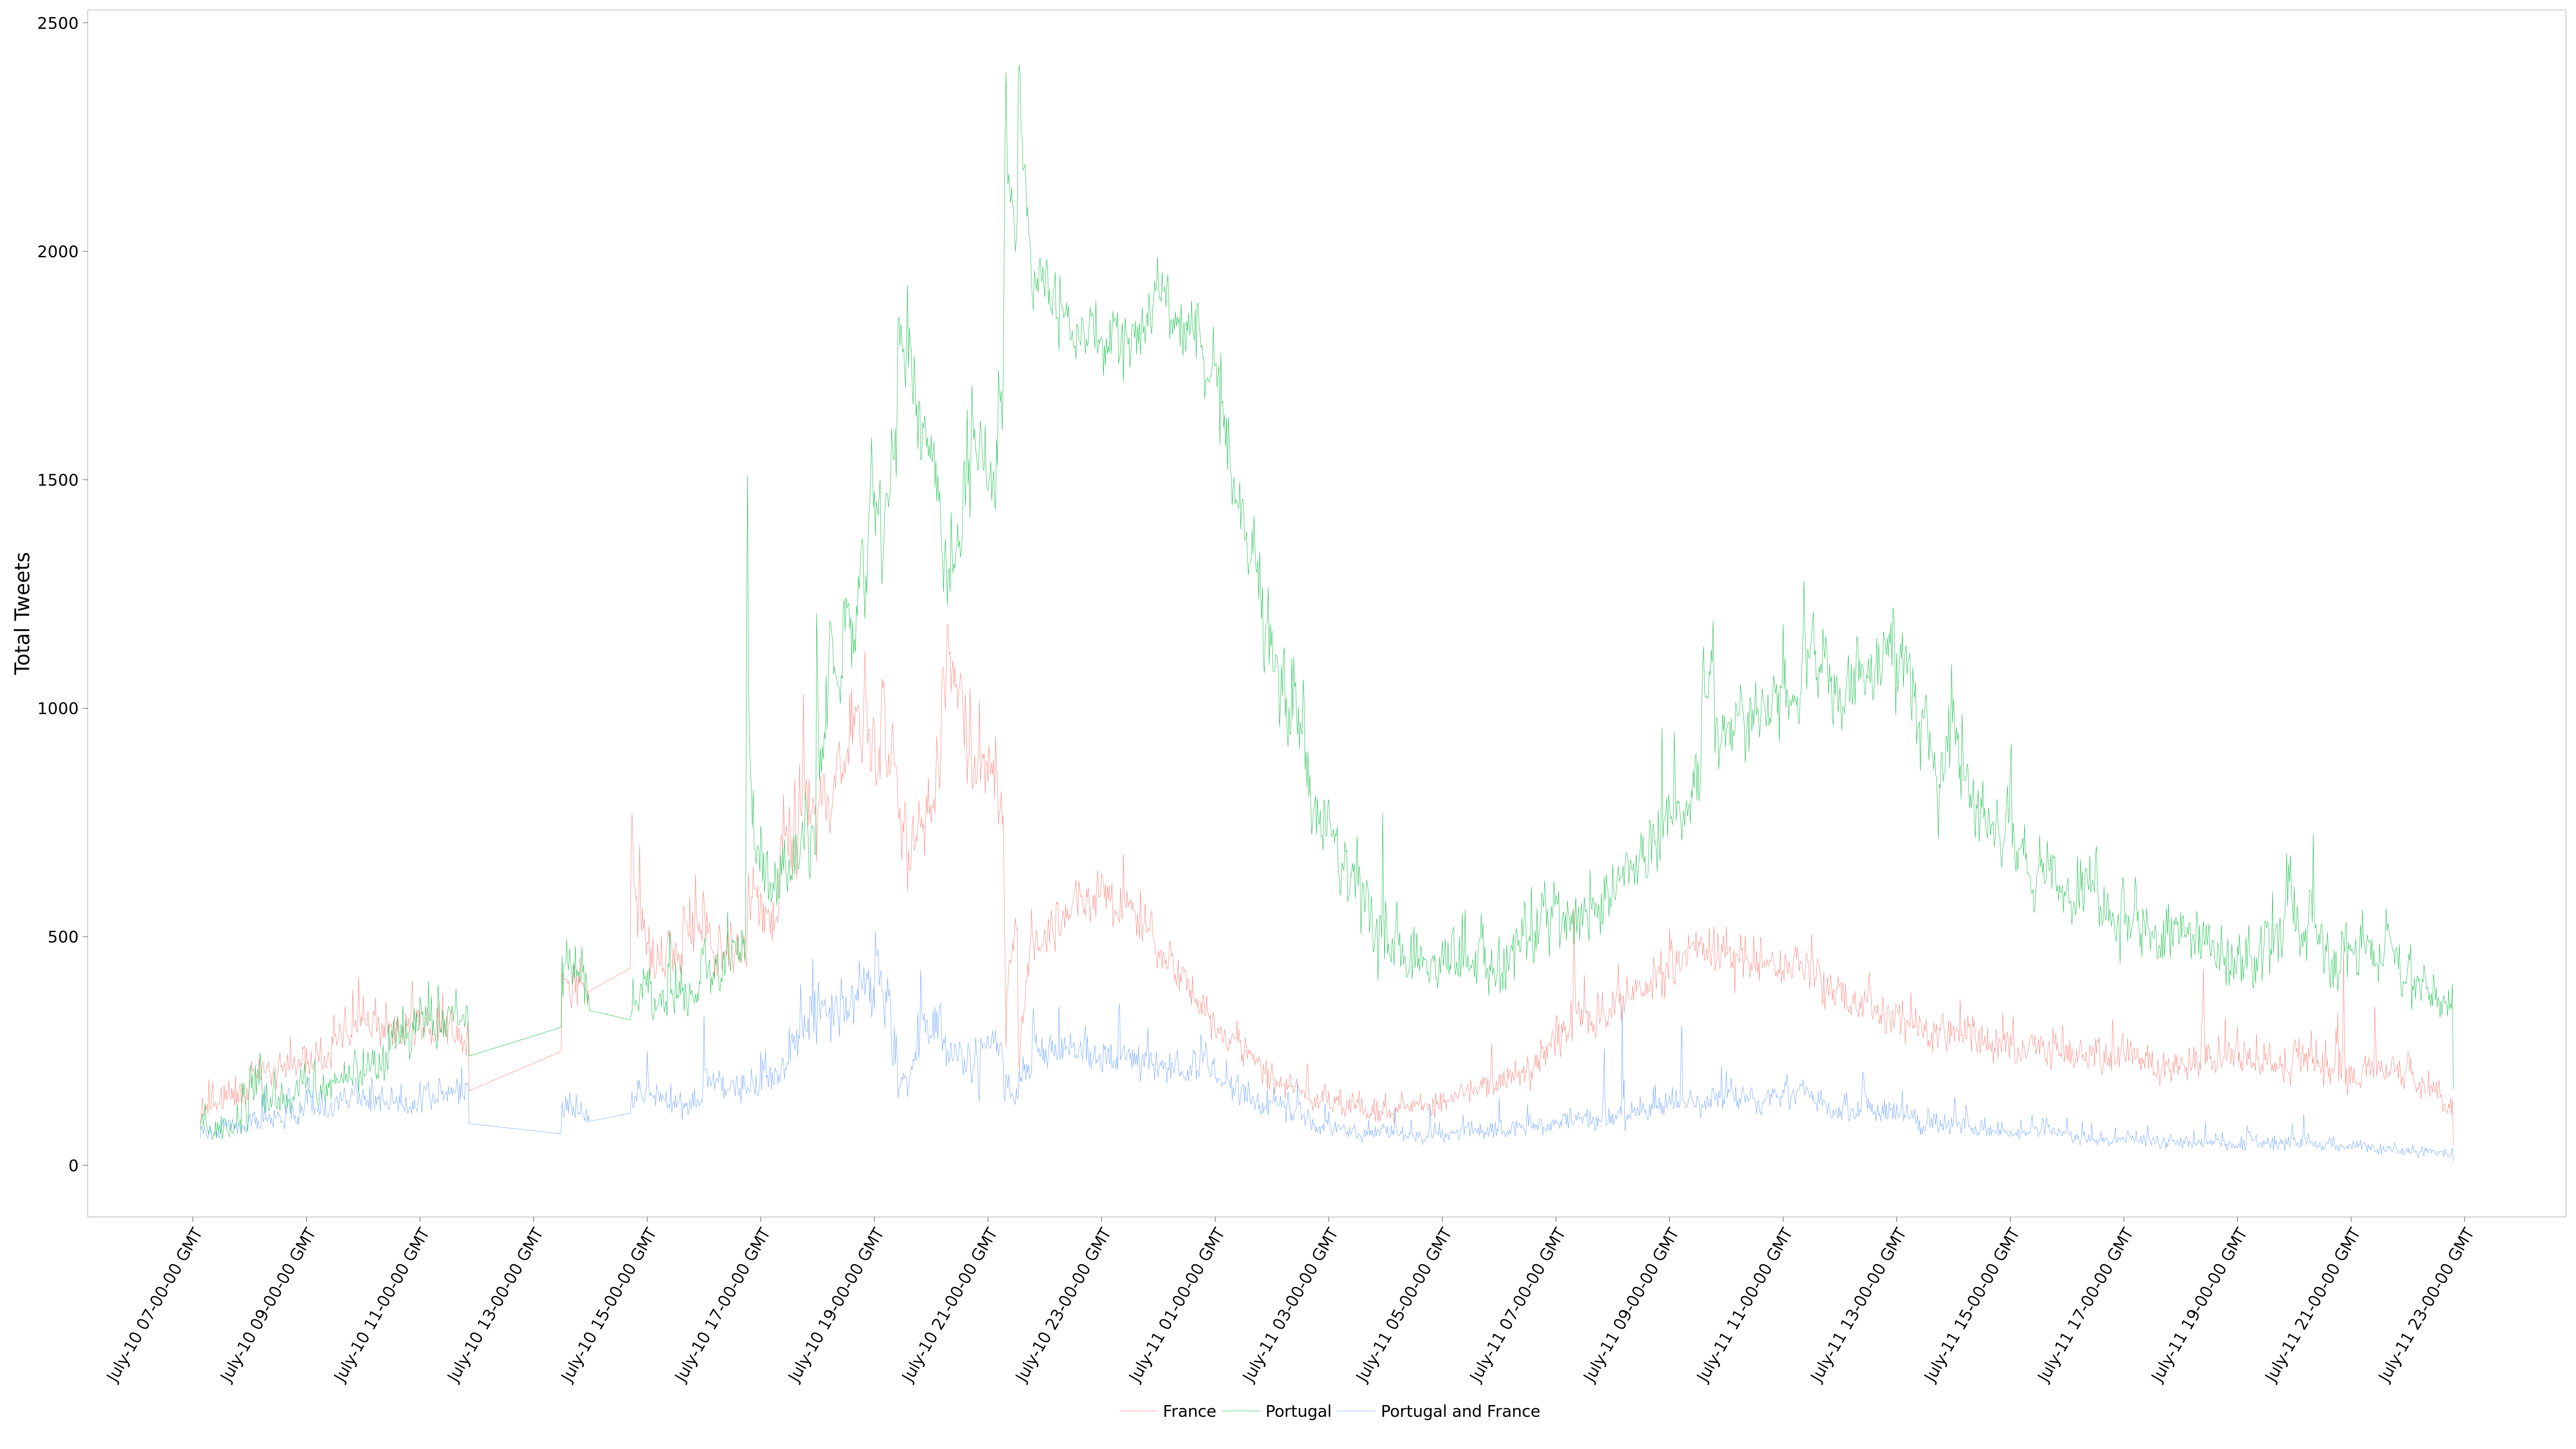 2500
2000
1500
1000
500
0
Total Tweets
July-10 07-00-00 GMT
July-10 09-00-00 GMT
July-10 11-00-00 GMT
July-10 13-00-00 GMT
July-10 15-00-00 GMT
July-10 17-00-00 GMT
July-10 19-00-00 GMT
July-10 21-00-00 GMT
July-10 23-00-00 GMT
July-11 01-00-00 GMT
July-11 03-00-00 GMT
July-11 05-00-00 GMT
July-11 07-00-00 GMT
July-11 09-00-00 GMT
July-11 11-00-00 GMT
July-11 13-00-00 GMT
July-11 15-00-00 GMT
July-11 17-00-00 GMT
July-11 19-00-00 GMT
July-11 21-00-00 GMT
July-11 23-00-00 GMT
France Portugal Portugal and France